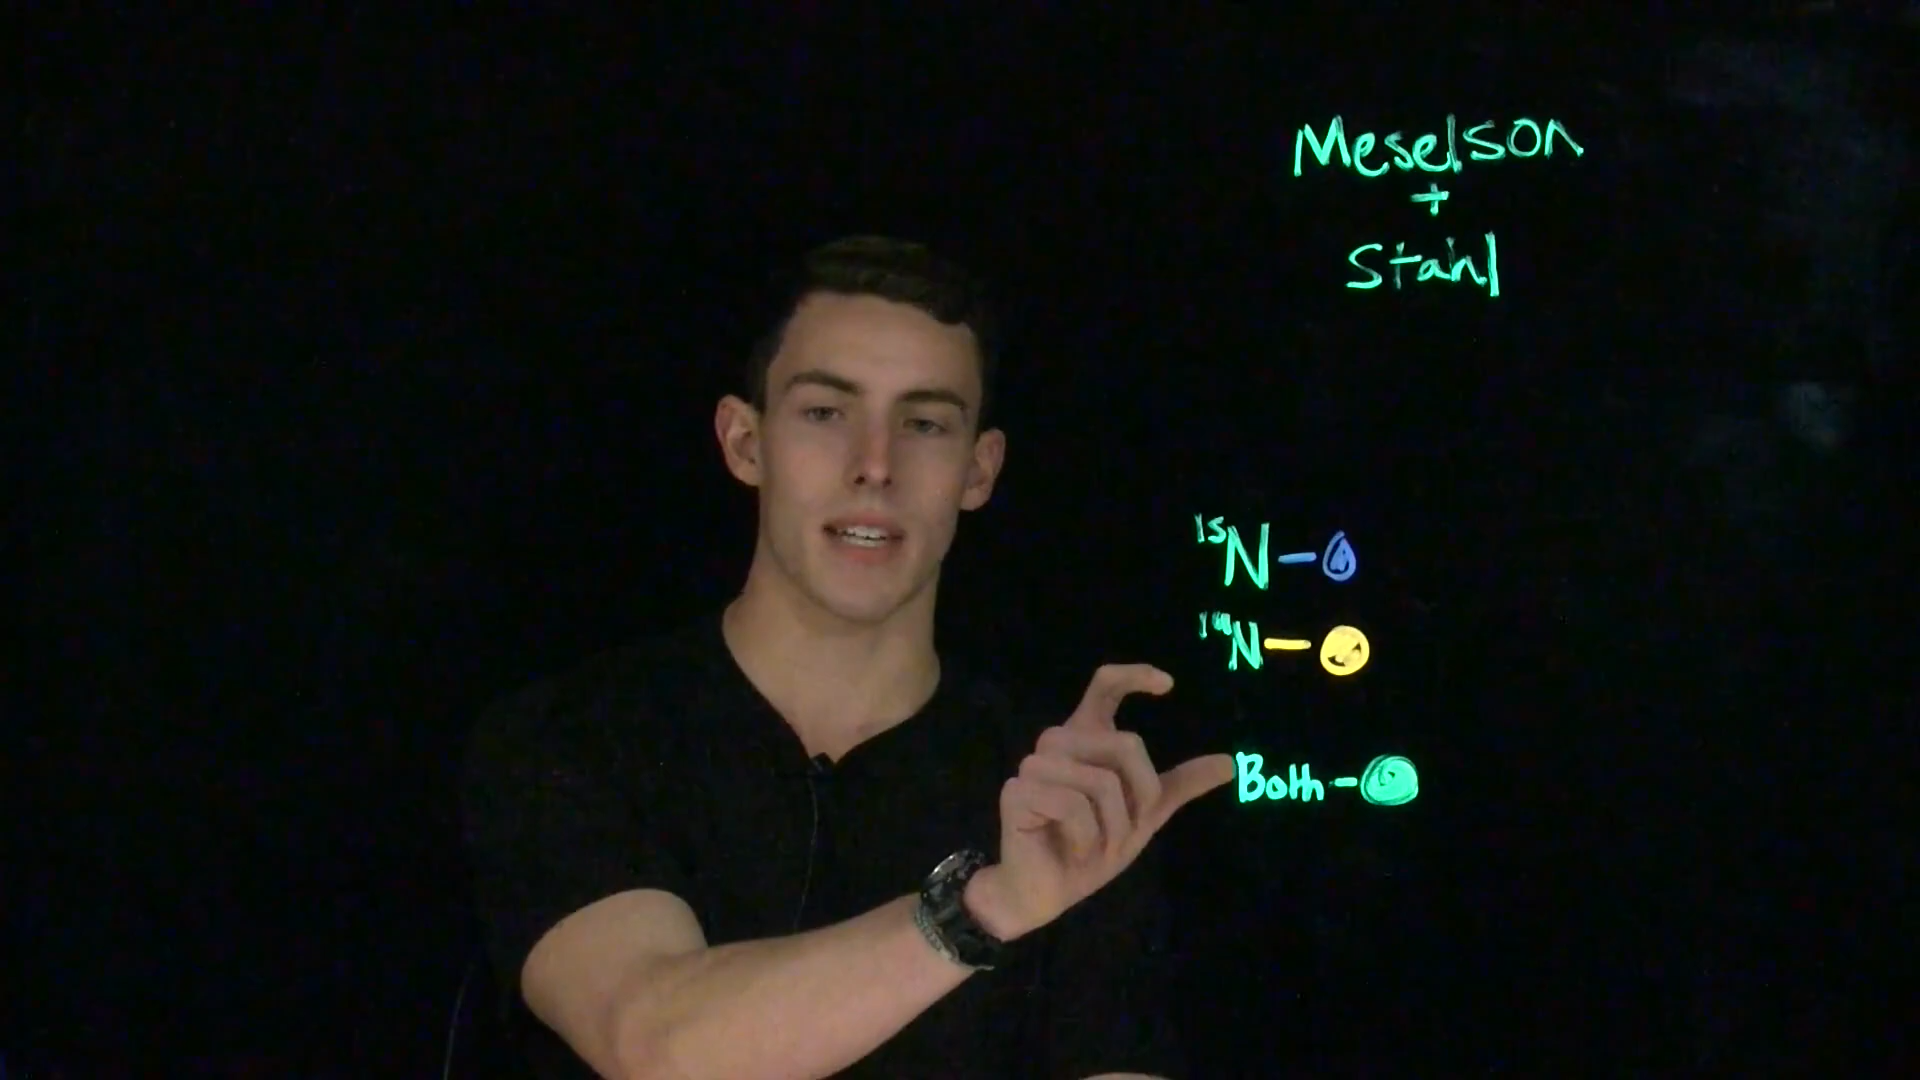 Meselson
+
Stahl
¹⁵N –
¹⁴N –
Both –